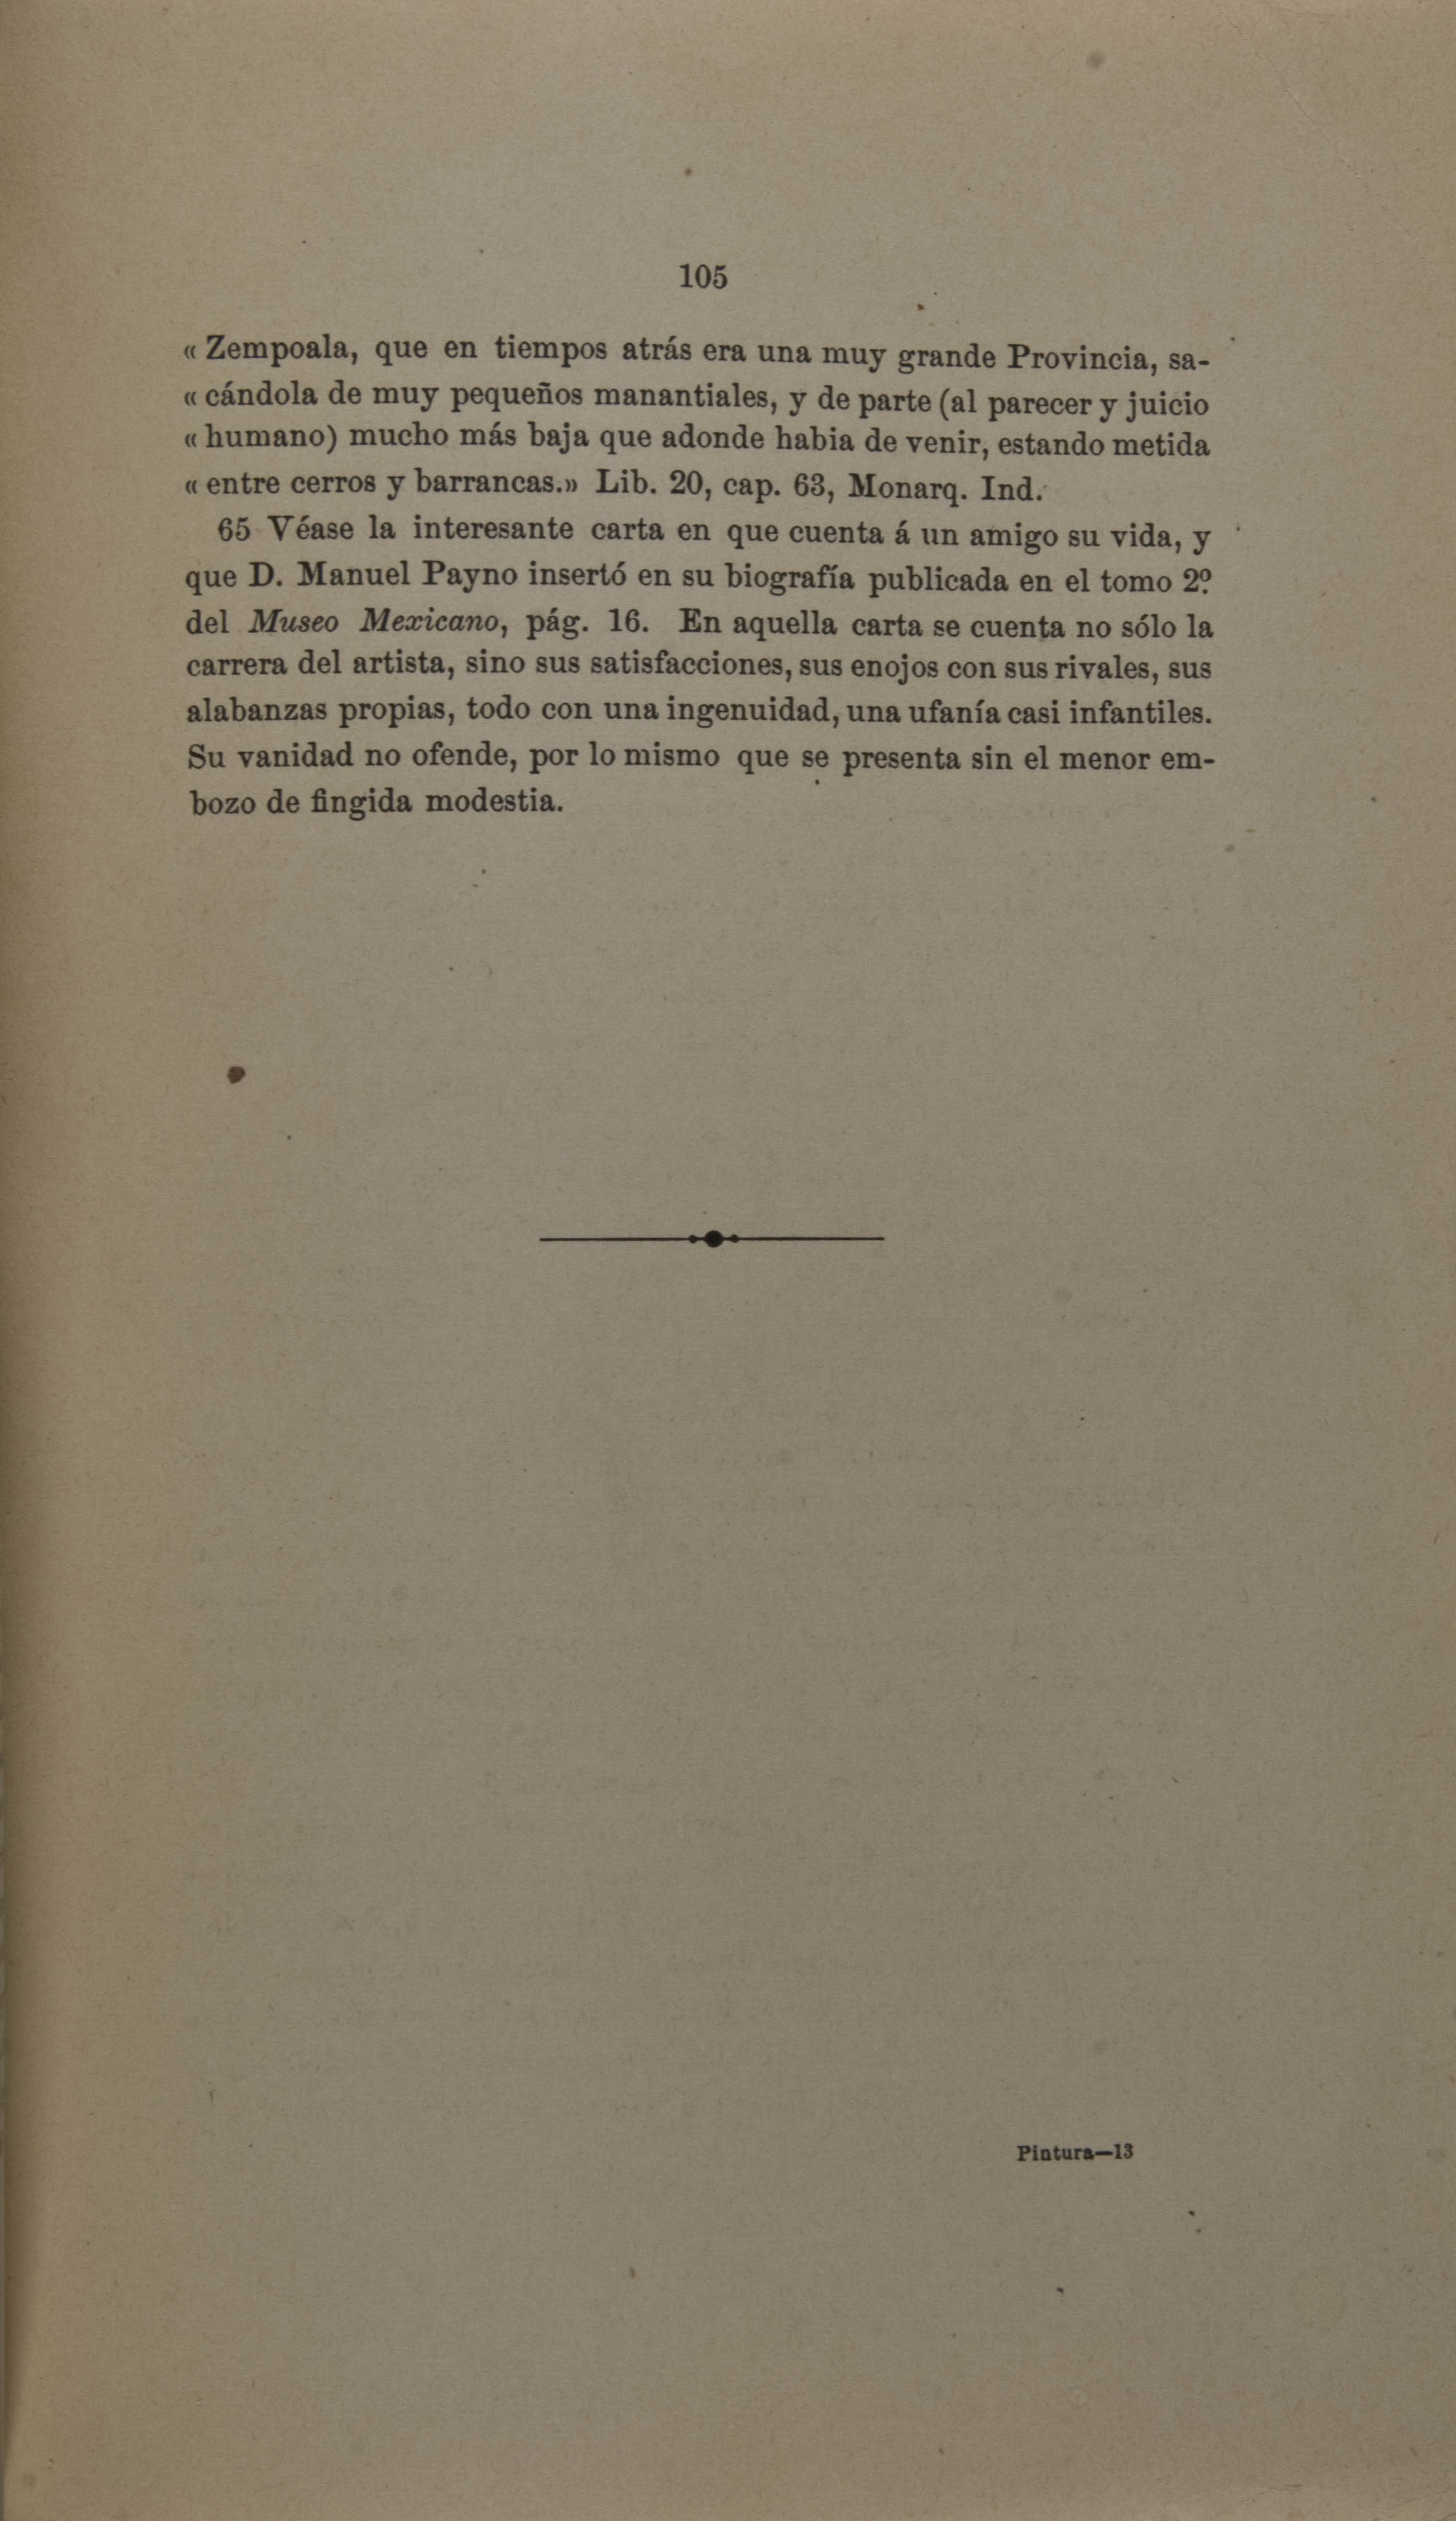 105
« Zempoala, que en tiempos atrás era una muy grande Provincia, sa-
« cándola de muy pequeños manantiales, y de parte (al parecer y juicio
« humano) mucho más baja que adonde habia de venir, estando metida
« entre cerros y barrancas.» Lib. 20, cap. 63, Monarq. Ind.
65 Véase la interesante carta en que cuenta á un amigo su vida, y
que D. Manuel Payno insertó en su biografía publicada en el tomo 2º
del Museo Mexicano, pág. 16. En aquella carta se cuenta no sólo la
carrera del artista, sino sus satisfacciones, sus enojos con sus rivales, sus
alabanzas propias, todo con una ingenuidad, una ufanía casi infantiles.
Su vanidad no ofende, por lo mismo que se presenta sin el menor em-
bozo de fingida modestia.
Pintura—13